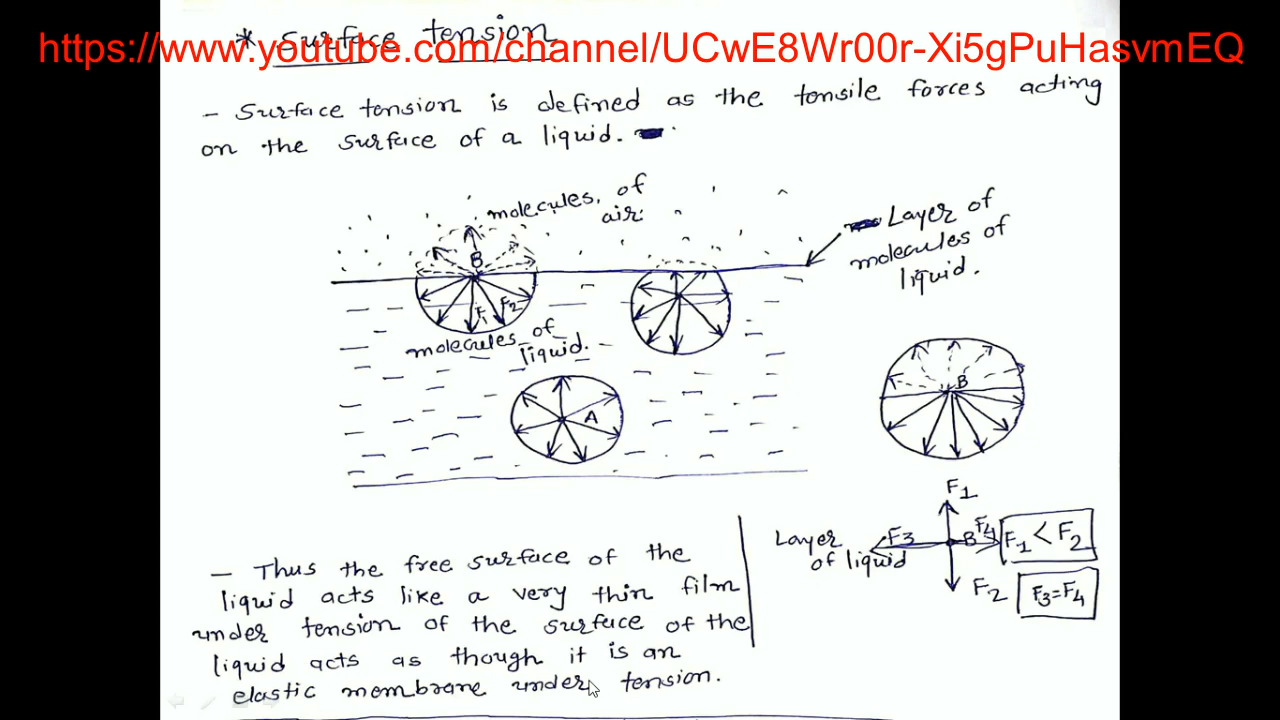 * Surface tension
https://www.youtube.com/channel/UCwE8Wr00r-Xi5gPuHasvmEQ
- Surface tension is defined as the tensile forces acting
on the surface of a liquid.
molecules of
air
Layer of
molecules of
liquid.
B
F1
F2
molecules of
liquid.
A
B
F1
Layer
of liquid
F3
B
F4
F1 < F2
F2
F3=F4
- Thus the free surface of the
liquid acts like a very thin film
under tension of the surface of the
liquid acts as though it is an
elastic membrane under tension.